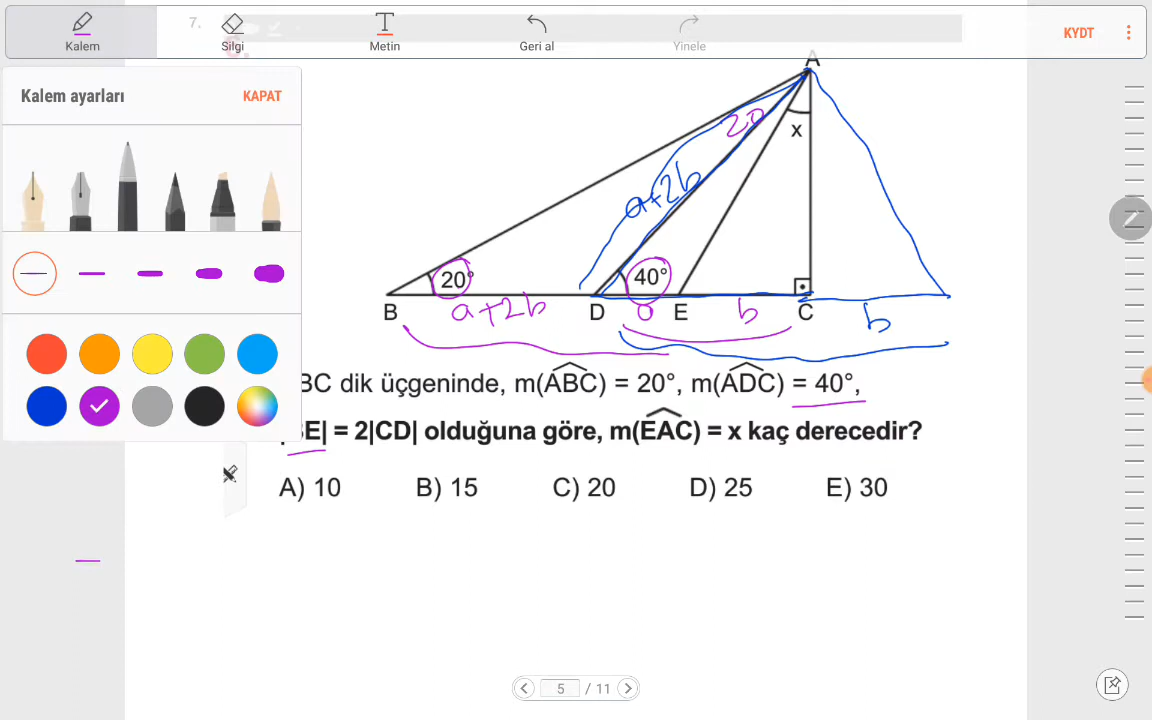 7.
Kalem
Silgi
Metin
Geri al
Yinele
KYDT
Kalem ayarları
KAPAT
A
20
x
a+2b
20°
40°
B
D
E
C
a+2b
a
b
b
BC dik üçgeninde, m(ABC) = 20°, m(ADC) = 40°,
BE| = 2|CD| olduğuna göre, m(EAC) = x kaç derecedir?
A) 10 B) 15 C) 20 D) 25 E) 30
5 / 11